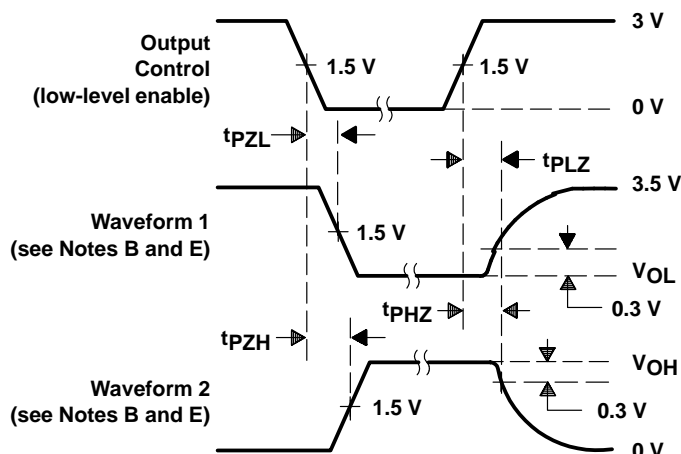 3 V
Output
Control
(low-level enable)
1.5 V
1.5 V
0 V
tPZL
tPLZ
3.5 V
Waveform 1
(see Notes B and E)
1.5 V
VOL
tPHZ
0.3 V
tPZH
VOH
Waveform 2
(see Notes B and E)
1.5 V
0.3 V
0 V